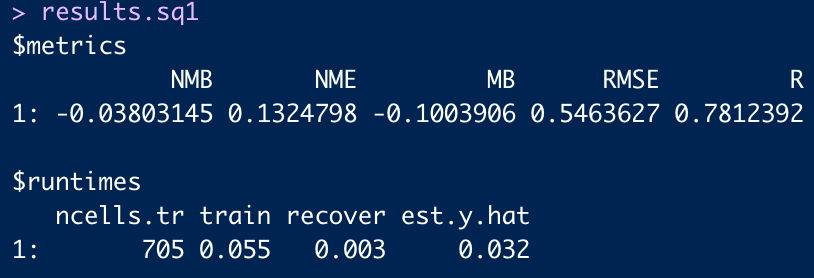 > results.sq1
$metrics
NMB NME MB RMSE R
1: -0.03803145 0.1324798 -0.1003906 0.5463627 0.7812392
$runtimes
ncells.tr train recover est.y.hat
1: 705 0.055 0.003 0.032